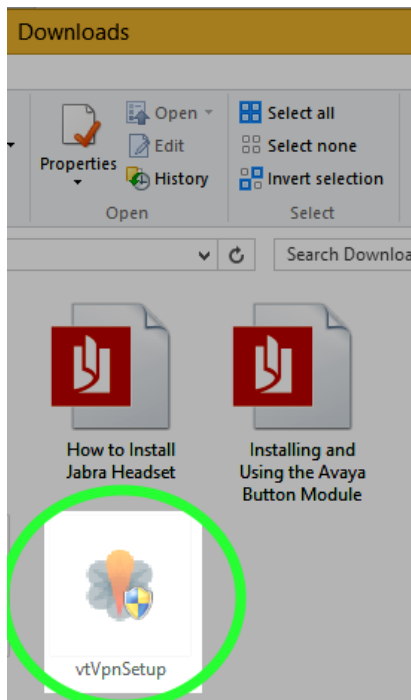 Downloads
Open
Select all
Edit
Select none
Properties
History
Invert selection
Open
Select
Search Downloa
How to Install
Jabra Headset
Installing and
Using the Avaya
Button Module
vtVpnSetup